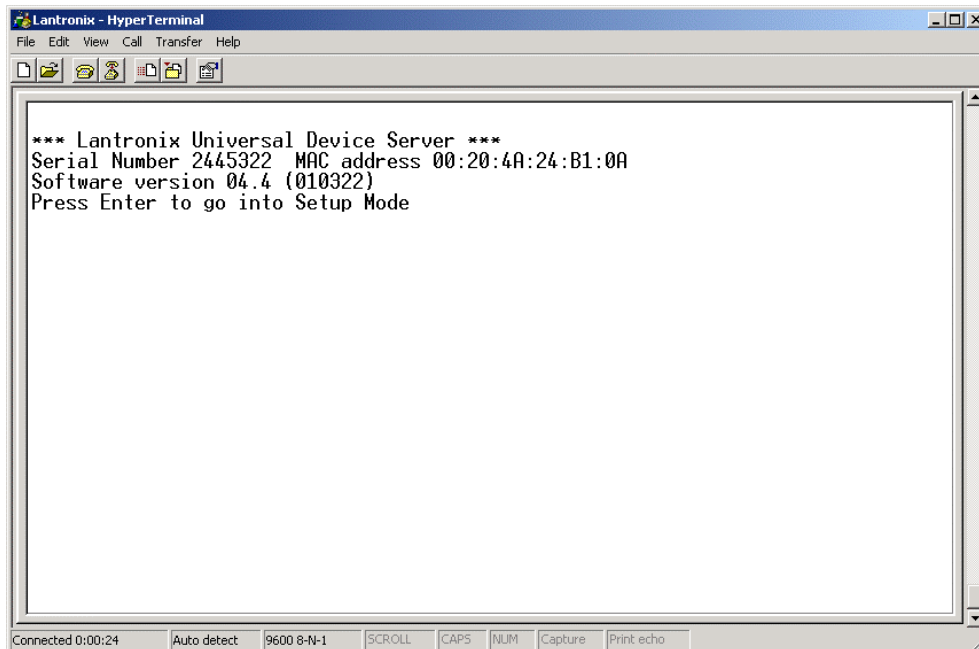 Lantronix - HyperTerminal
File Edit View Call Transfer Help
*** Lantronix Universal Device Server ***
Serial Number 2445322  MAC address 00:20:4A:24:B1:0A
Software version 04.4 (010322)
Press Enter to go into Setup Mode
Connected 0:00:24 Auto detect 9600 8-N-1 SCROLL CAPS NUM Capture Print echo